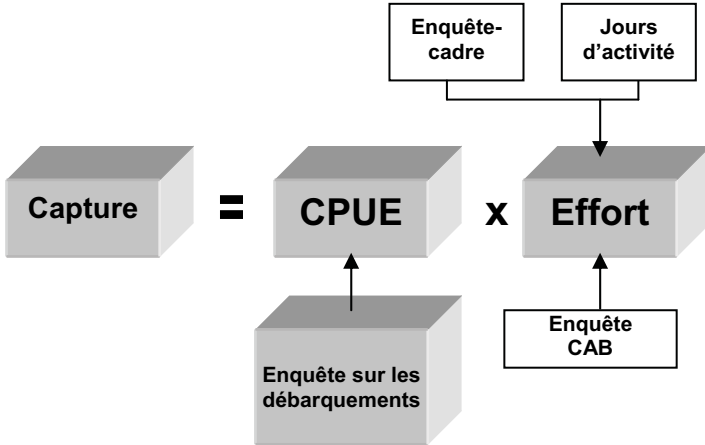 Enquête-
cadre
Jours
d’activité
Capture
=
CPUE
x
Effort
Enquête sur les
débarquements
Enquête
CAB